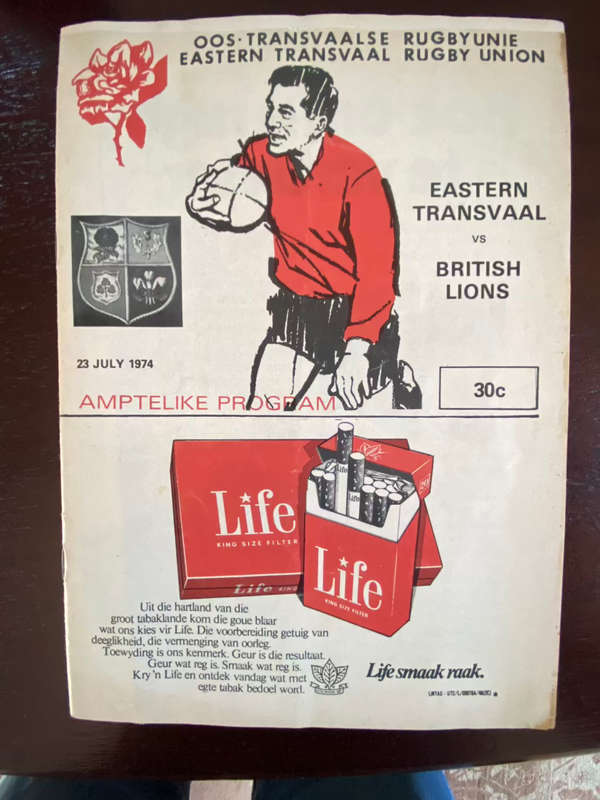 OOS·TRANSVAALSE RUGBYUNIE
EASTERN TRANSVAAL RUGBY UNION
EASTERN
TRANSVAAL
vs
BRITISH
LIONS
23 JULY 1974
AMPTELIKE PROGRAM
30c
Life
KING SIZE FILTER
Life KING
Life
Life
20
Life
KING SIZE FILTER
Uit die hartland van die
groot tabaklande kom die goue blaar
wat ons kies vir Life. Die voorbereiding getuig van
deeglikheid, die vermenging van oorleg.
Toewyding is ons kenmerk. Geur is die resultaat.
Geur wat reg is. Smaak wat reg is.
Kry 'n Life en ontdek vandag wat met
egte tabak bedoel word.
Life smaak raak.